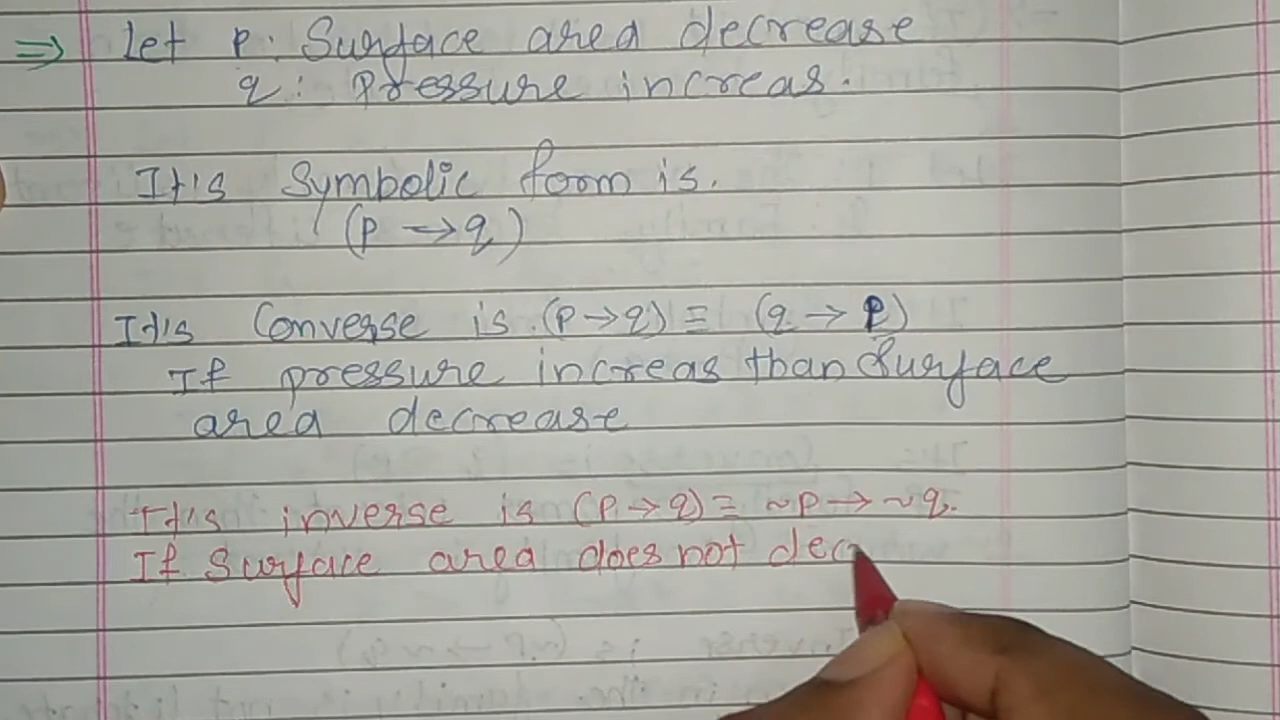 ⇒ Let p: Surface area decrease
q: Pressure increas.
It's Symbolic form is.
(p → q)
It's Converse is (p → q) ≡ (q → p)
If pressure increas than Surface
area decrease
It's inverse is (p → q) = ~p → ~q.
If Surface area does not dec